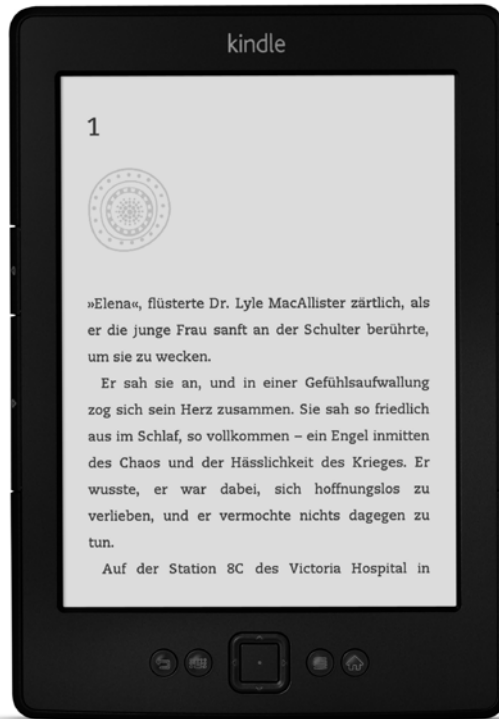 kindle
1
»Elena«, flüsterte Dr. Lyle MacAllister zärtlich, als
er die junge Frau sanft an der Schulter berührte,
um sie zu wecken.
Er sah sie an, und in einer Gefühlsaufwallung
zog sich sein Herz zusammen. Sie sah so friedlich
aus im Schlaf, so vollkommen – ein Engel inmitten
des Chaos und der Hässlichkeit des Krieges. Er
wusste, er war dabei, sich hoffnungslos zu
verlieben, und er vermochte nichts dagegen zu
tun.
Auf der Station 8C des Victoria Hospital in